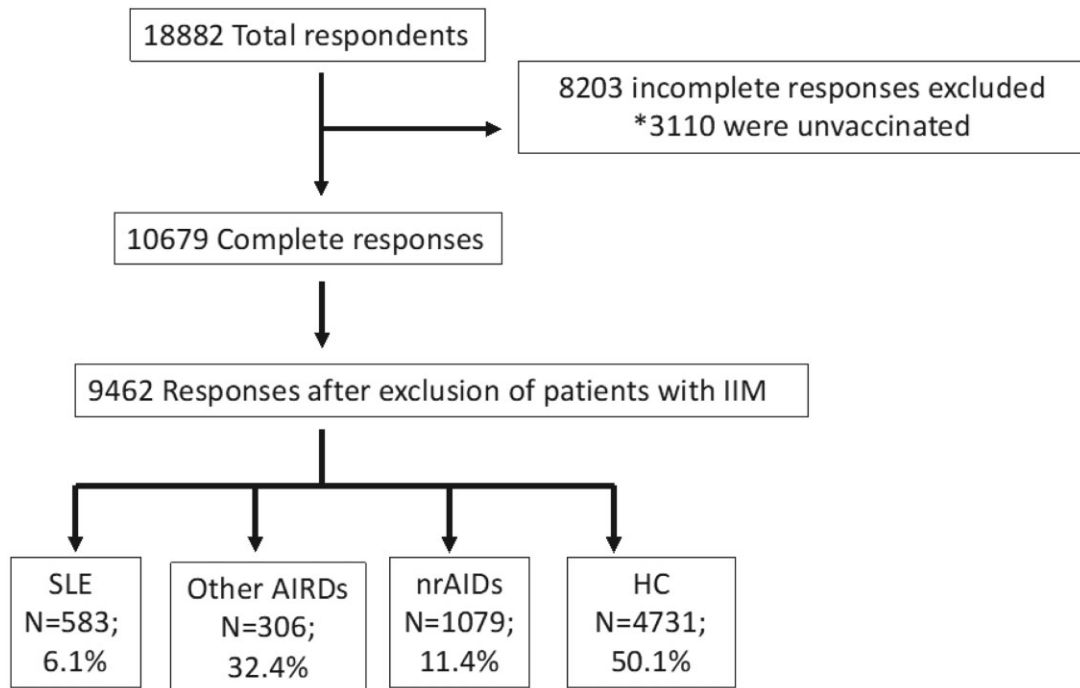 18882 Total respondents
8203 incomplete responses excluded
*3110 were unvaccinated
10679 Complete responses
9462 Responses after exclusion of patients with IIM
SLE
N=583;
6.1%
Other AIRDs
N=306;
32.4%
nrAIDs
N=1079;
11.4%
HC
N=4731;
50.1%